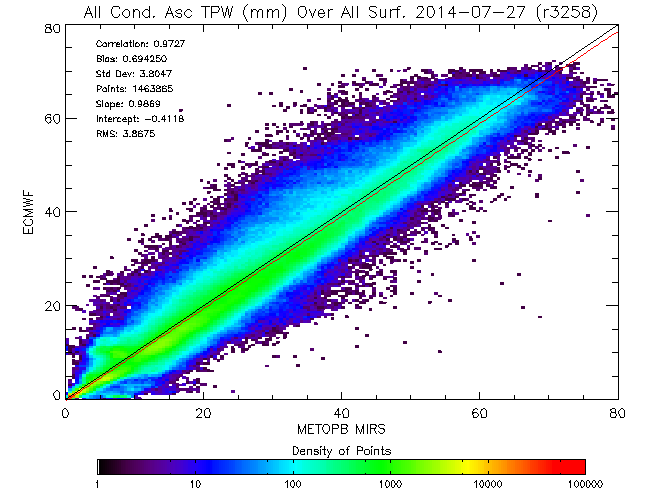 All Cond. Asc TPW (mm) Over All Surf. 2014-07-27 (r3258)
80
Correlation: 0.9727
Bias: 0.694250
Std Dev: 3.8047
Points: 1463865
Slope: 0.9869
Intercept: -0.4118
RMS: 3.8675
60
ECMWF
40
20
0
0 20 40 60 80
METOPB MIRS
Density of Points
1 10 100 1000 10000 100000